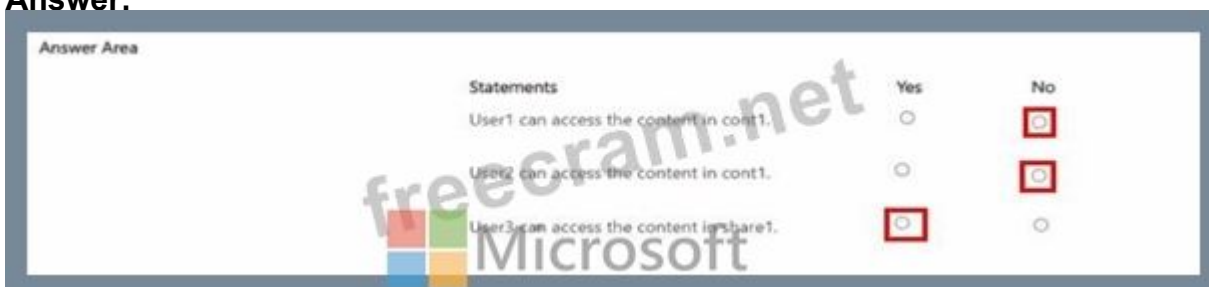 Answer:
Answer Area
Statements Yes No
User1 can access the content in cont1.
User2 can access the content in cont1.
User3 can access the content in share1.
freecram.net
Microsoft